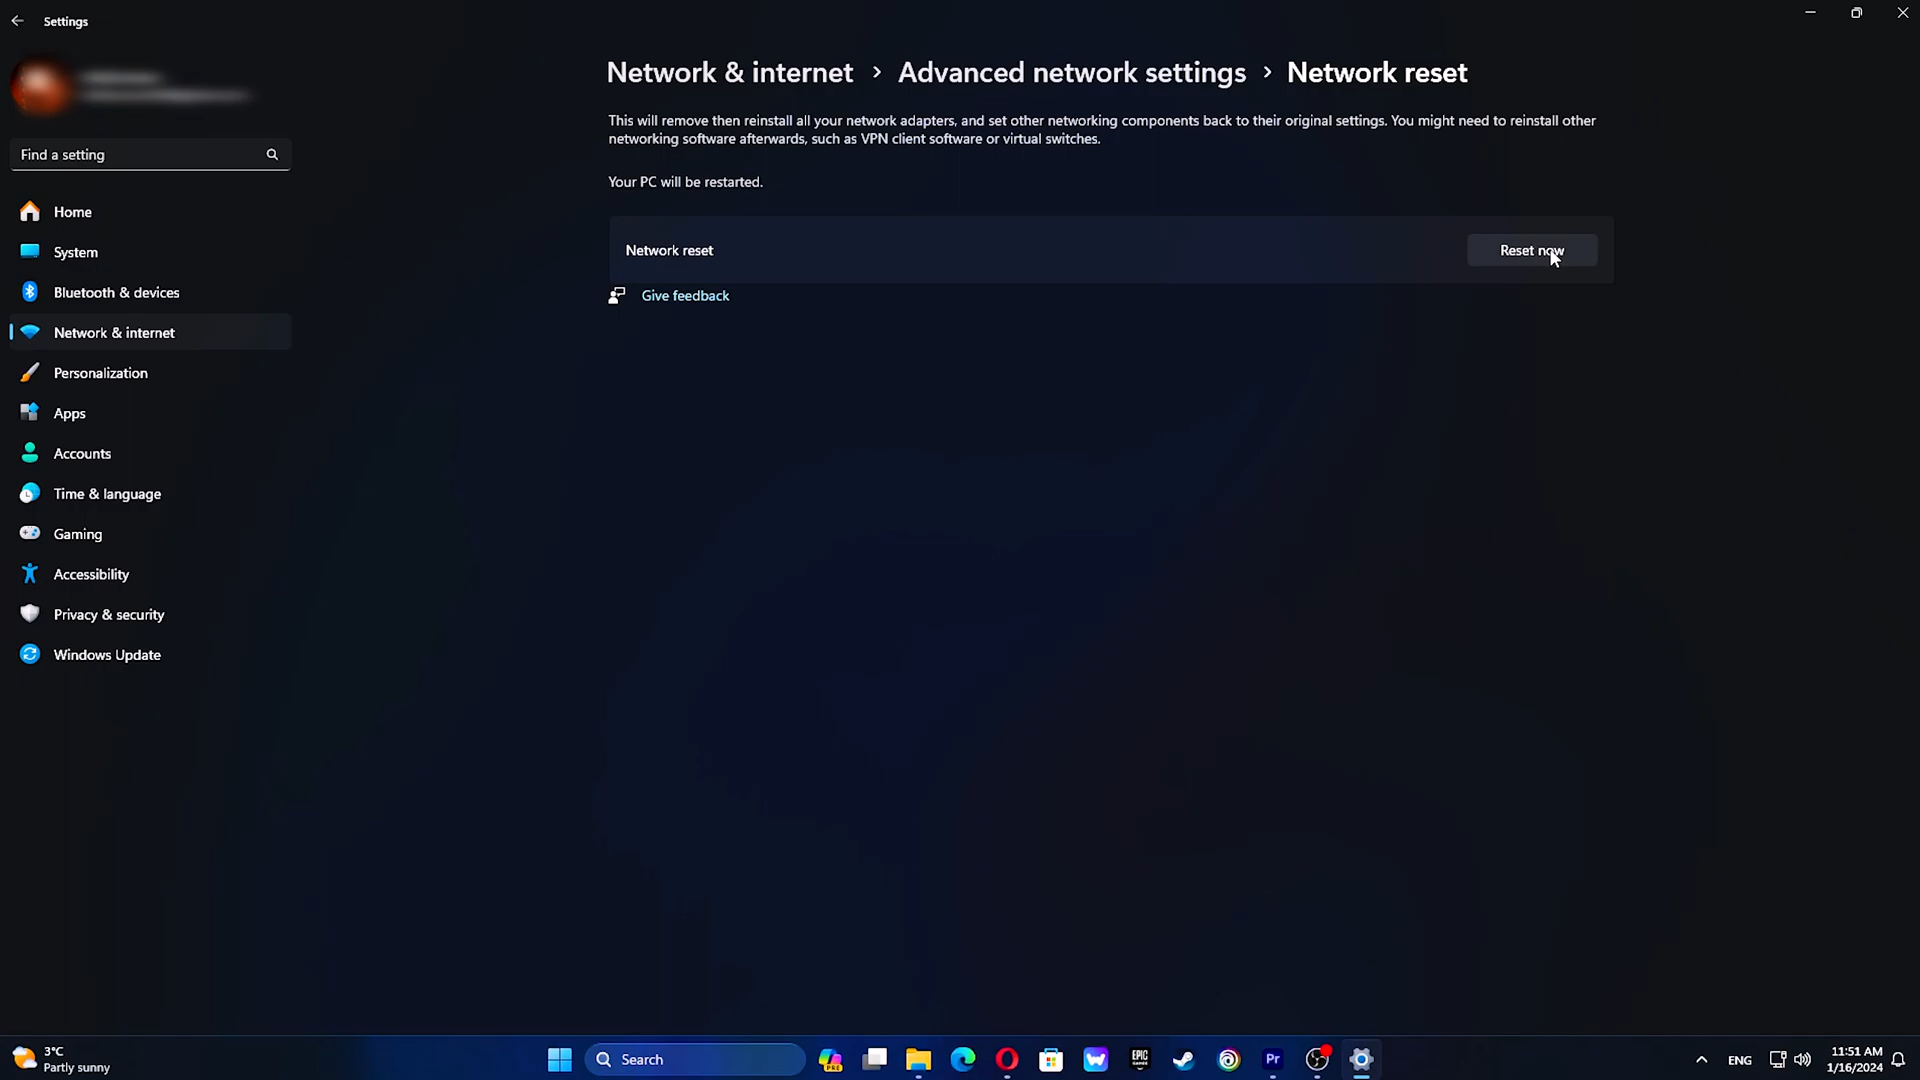 Settings
Find a setting
Home
System
Bluetooth & devices
Network & internet
Personalization
Apps
Accounts
Time & language
Gaming
Accessibility
Privacy & security
Windows Update
Network & internet › Advanced network settings › Network reset
This will remove then reinstall all your network adapters, and set other networking components back to their original settings. You might need to reinstall other
networking software afterwards, such as VPN client software or virtual switches.
Your PC will be restarted.
Network reset
Reset now
Give feedback
3°C
Partly sunny
Search
PRE
EPIC
GAMES
Pr
ENG
11:51 AM
1/16/2024